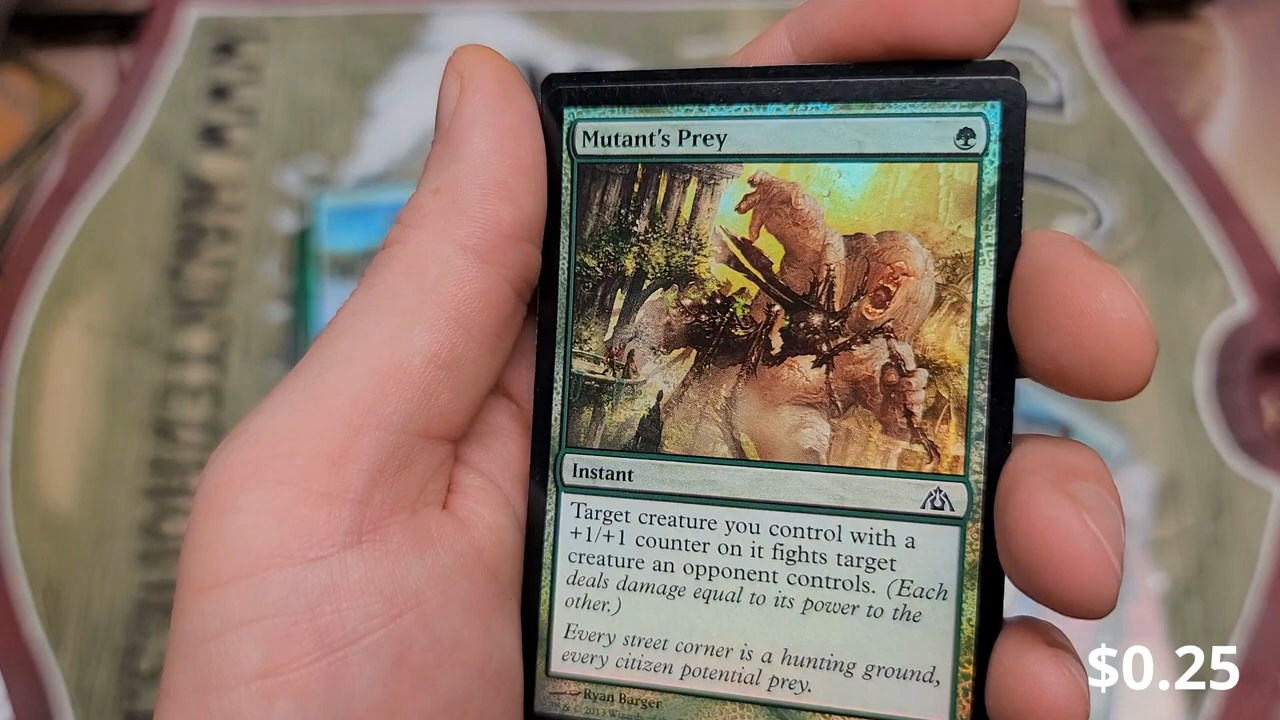 Mutant's Prey
Instant
Target creature you control with a
+1/+1 counter on it fights target
creature an opponent controls. (Each
deals damage equal to its power to the
other.)
Every street corner is a hunting ground,
every citizen potential prey.
Ryan Barger
™ & © 2013 Wizards
$0.25